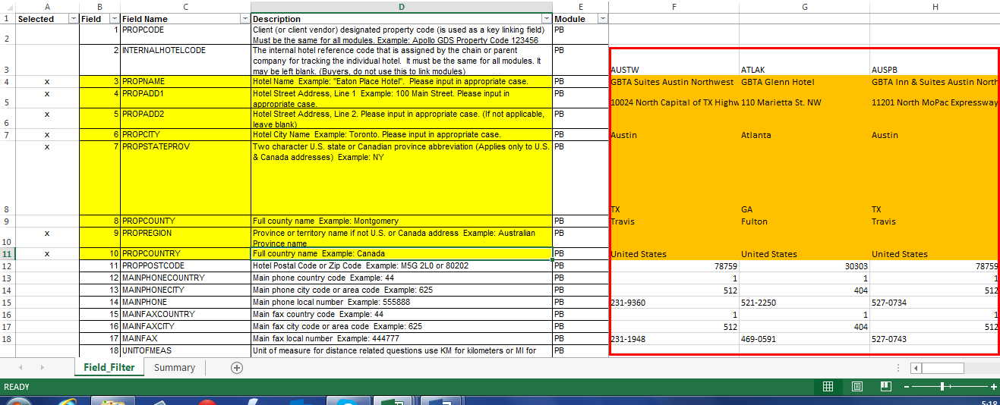 A B C D E F G H
1 Selected Field Field Name Description Module
1 PROPCODE Client (or client vendor) designated property code (is used as a key linking field) PB
2 Must be the same for all modules. Example: Apollo GDS Property Code 123456
2 INTERNALHOTELCODE The internal hotel reference code that is assigned by the chain or parent PB
company for tracking the individual hotel. It must be the same for all modules. It
3 may be left blank. (Buyers, do not use this to link modules) AUSTW ATLAK AUSPB
4 x 3 PROPNAME Hotel Name Example: "Eaton Place Hotel". Please input in appropriate case. PB GBTA Suites Austin Northwest GBTA Glenn Hotel GBTA Inn & Suites Austin North
x 4 PROPADD1 Hotel Street Address, Line 1 Example: 100 Main Street. Please input in PB
5 appropriate case. 10024 North Capital of TX Highw 110 Marietta St. NW 11201 North MoPac Expressway
x 5 PROPADD2 Hotel Street Address, Line 2. Please input in appropriate case. (If not applicable, PB
6 leave blank)
7 x 6 PROPCITY Hotel City Name Example: Toronto. Please input in appropriate case. PB Austin Atlanta Austin
x 7 PROPSTATEPROV Two character U.S. state or Canadian province abbreviation (Applies only to U.S. PB
& Canada addresses) Example: NY
8 TX GA TX
9 8 PROPCOUNTY Full county name Example: Montgomery PB Travis Fulton Travis
x 9 PROPREGION Province or territory name if not U.S. or Canada address Example: Australian PB
10 Province name
11 x 10 PROPCOUNTRY Full country name Example: Canada PB United States United States United States
12 11 PROPPOSTCODE Hotel Postal Code or Zip Code Example: M5G 2L0 or 80202 PB 78759 30303 78759
13 12 MAINPHONECOUNTRY Main phone country code Example: 44 PB 1 1 1
14 13 MAINPHONECITY Main phone city code or area code Example: 625 PB 512 404 512
15 14 MAINPHONE Main phone local number Example: 555888 PB 231-9360 521-2250 527-0734
16 15 MAINFAXCOUNTRY Main fax country code Example: 44 PB 1 1 1
17 16 MAINFAXCITY Main fax city code or area code Example: 625 PB 512 404 512
18 17 MAINFAX Main fax local number Example: 444777 PB 231-1948 469-0591 527-0743
18 UNITOFMEAS Unit of measure for distance related questions use KM for kilometers or MI for PB
Field_Filter Summary
READY